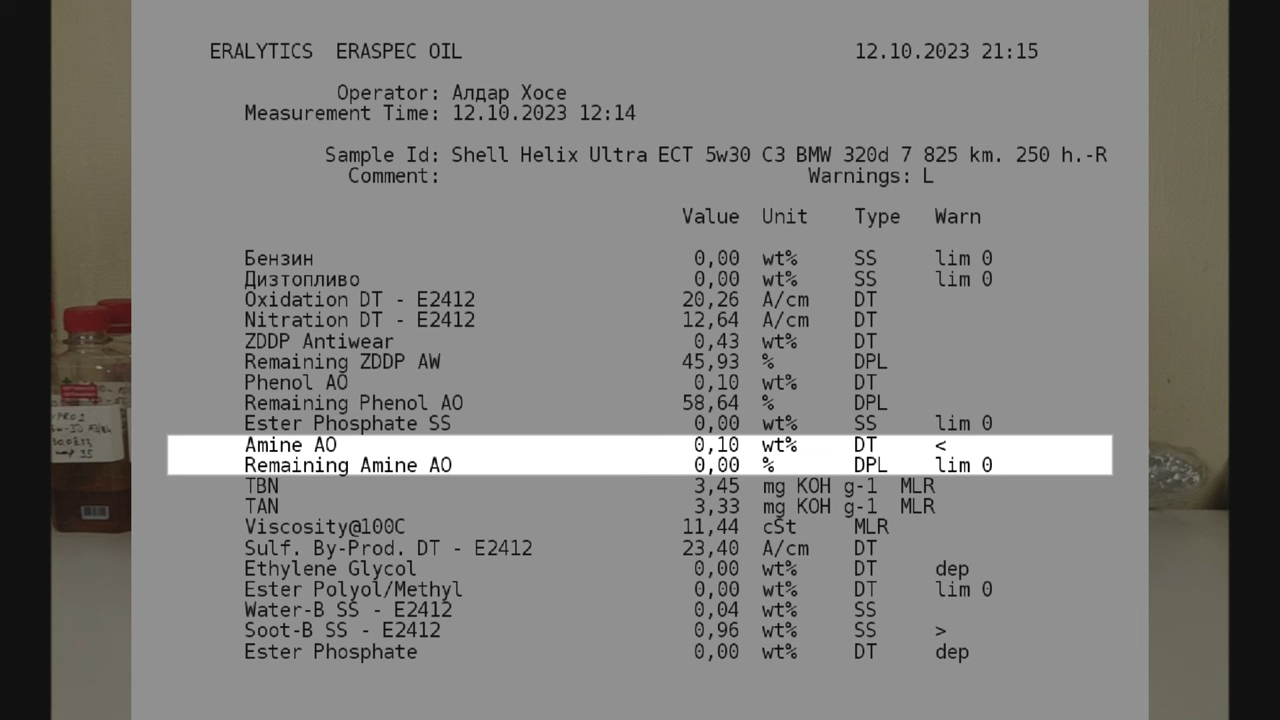 ERALYTICS ERASPEC OIL 12.10.2023 21:15
Operator: Алдар Хосе
Measurement Time: 12.10.2023 12:14
Sample Id: Shell Helix Ultra ECT 5w30 C3 BMW 320d 7 825 km. 250 h.-R
Comment: Warnings: L
Value Unit Type Warn
Бензин 0,00 wt% SS lim 0
Дизтопливо 0,00 wt% SS lim 0
Oxidation DT - E2412 20,26 A/cm DT
Nitration DT - E2412 12,64 A/cm DT
ZDDP Antiwear 0,43 wt% DT
Remaining ZDDP AW 45,93 % DPL
Phenol AO 0,10 wt% DT
Remaining Phenol AO 58,64 % DPL
Ester Phosphate SS 0,00 wt% SS lim 0
Amine AO 0,10 wt% DT <
Remaining Amine AO 0,00 % DPL lim 0
TBN 3,45 mg KOH g-1 MLR
TAN 3,33 mg KOH g-1 MLR
Viscosity@100C 11,44 cSt MLR
Sulf. By-Prod. DT - E2412 23,40 A/cm DT
Ethylene Glycol 0,00 wt% DT dep
Ester Polyol/Methyl 0,00 wt% DT lim 0
Water-B SS - E2412 0,04 wt% SS
Soot-B SS - E2412 0,96 wt% SS >
Ester Phosphate 0,00 wt% DT dep